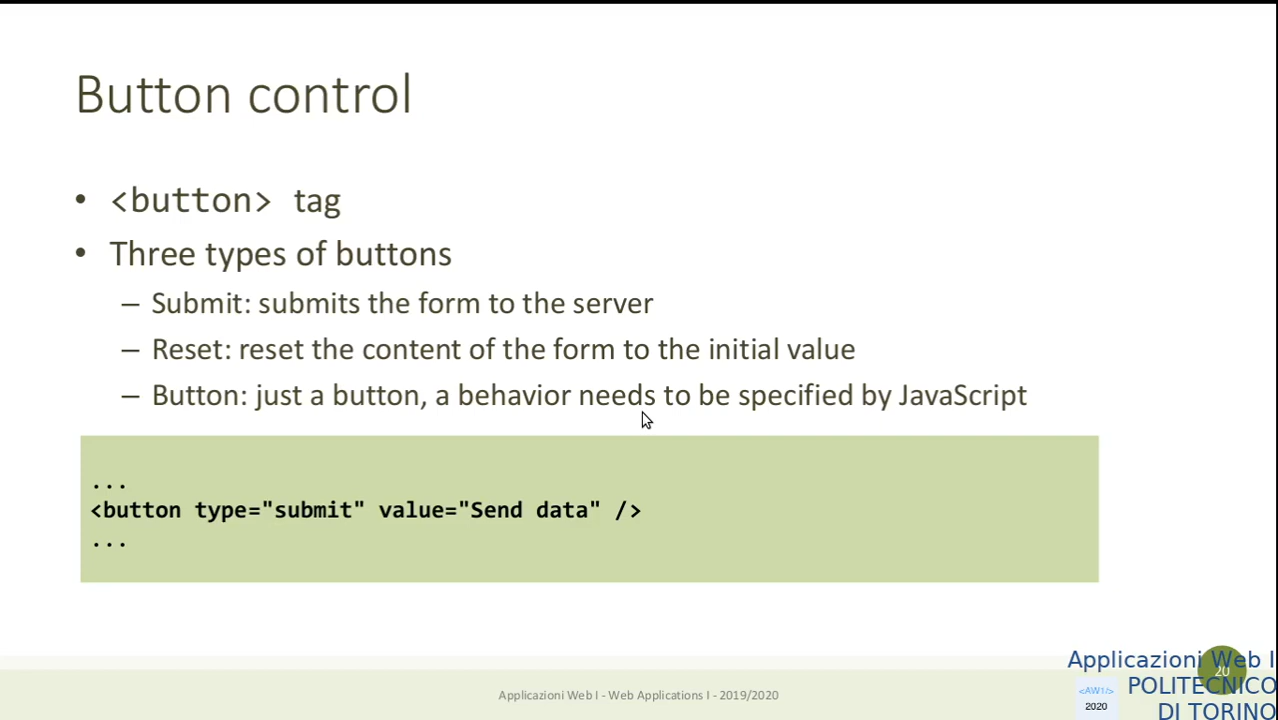 Button control
• <button> tag
• Three types of buttons
– Submit: submits the form to the server
– Reset: reset the content of the form to the initial value
– Button: just a button, a behavior needs to be specified by JavaScript
...
<button type="submit" value="Send data" />
...
Applicazioni Web I - Web Applications I - 2019/2020
20
Applicazioni Web I
POLITECNICO
DI TORINO
<AW1/>
2020